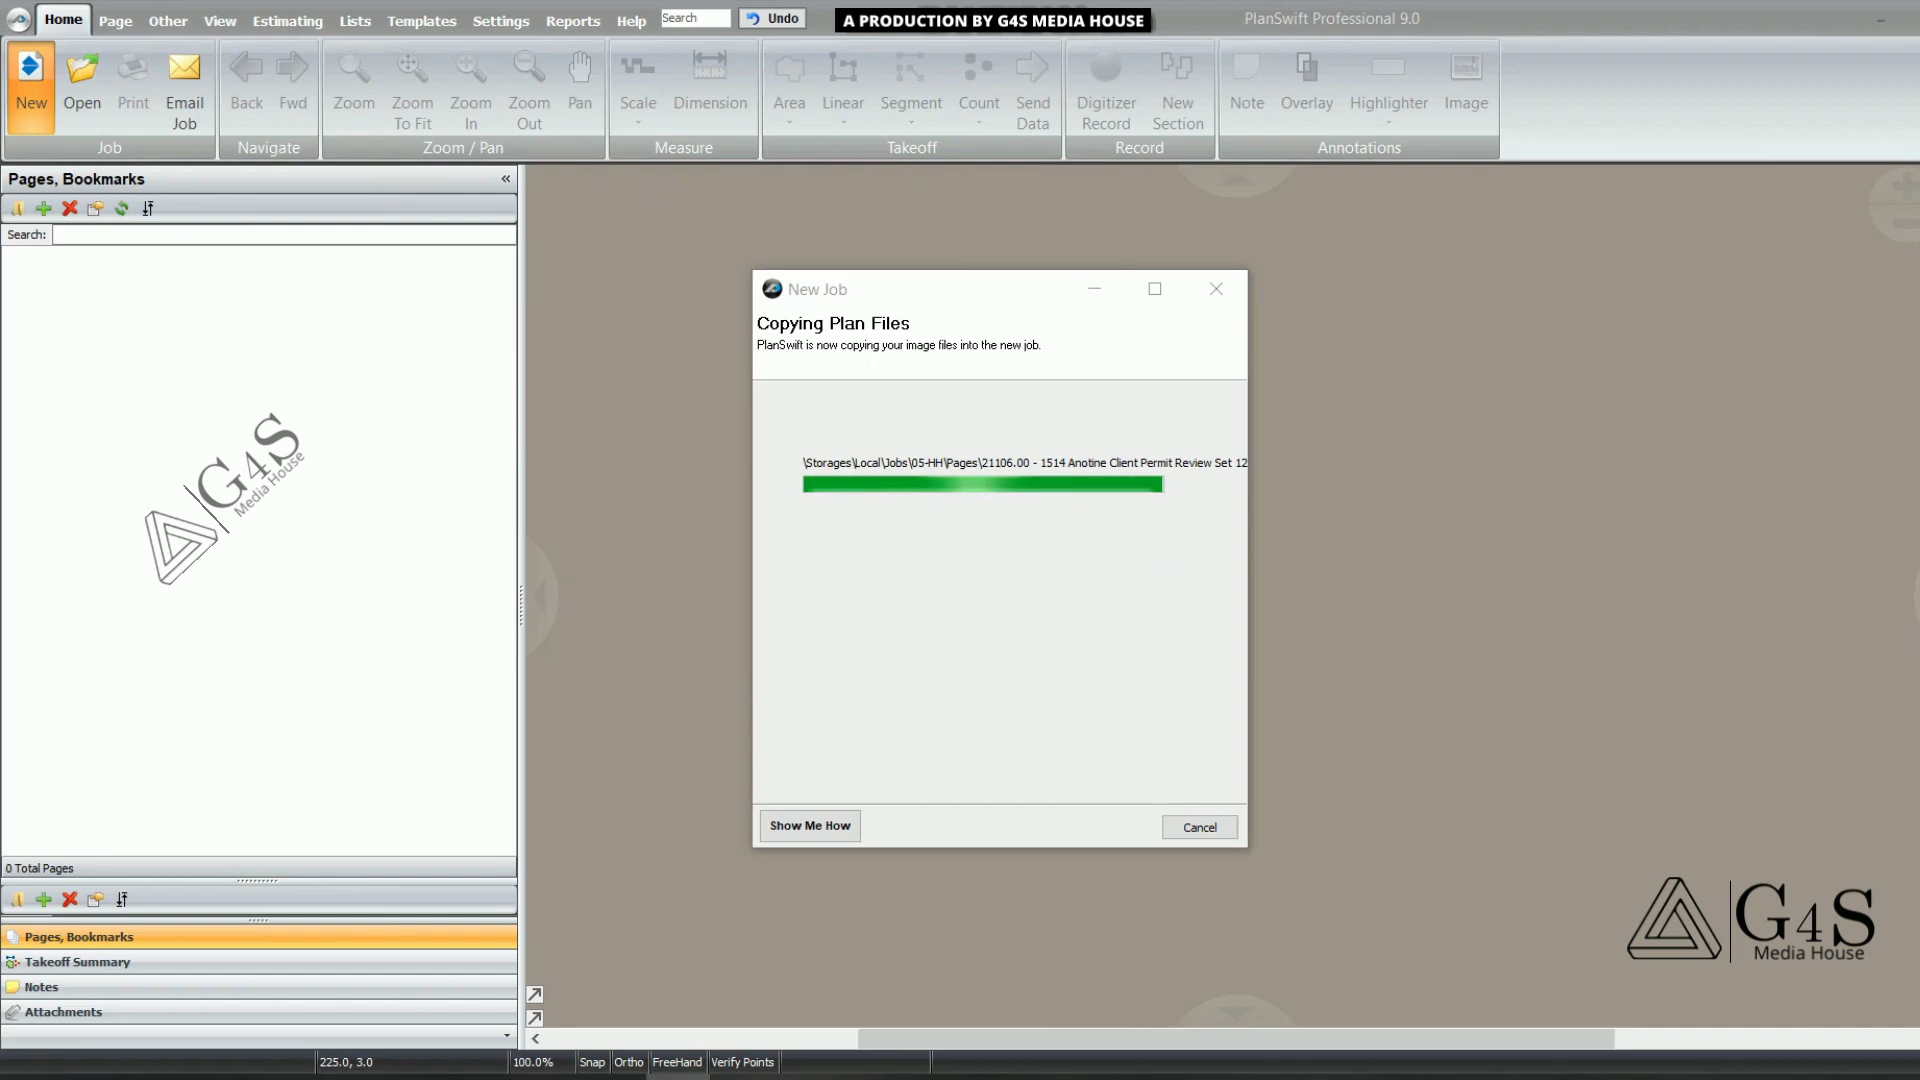 Home Page Other View Estimating Lists Templates Settings Reports Help Search Undo
A PRODUCTION BY G4S MEDIA HOUSE
PlanSwift Professional 9.0
New Open Print Email Job
Back Fwd
Zoom Zoom To Fit Zoom In Zoom Out Pan
Scale Dimension
Area Linear Segment Count Send Data
Digitizer Record New Section
Note Overlay Highlighter Image
Job Navigate Zoom / Pan Measure Takeoff Record Annotations
Pages, Bookmarks
Search:
G4S
Media House
New Job
Copying Plan Files
PlanSwift is now copying your image files into the new job.
\Storages\Local\Jobs\05-HH\Pages\21106.00 - 1514 Anotine Client Permit Review Set 12
Show Me How
Cancel
0 Total Pages
Pages, Bookmarks
Takeoff Summary
Notes
Attachments
G4S
Media House
225.0, 3.0 100.0% Snap Ortho FreeHand Verify Points